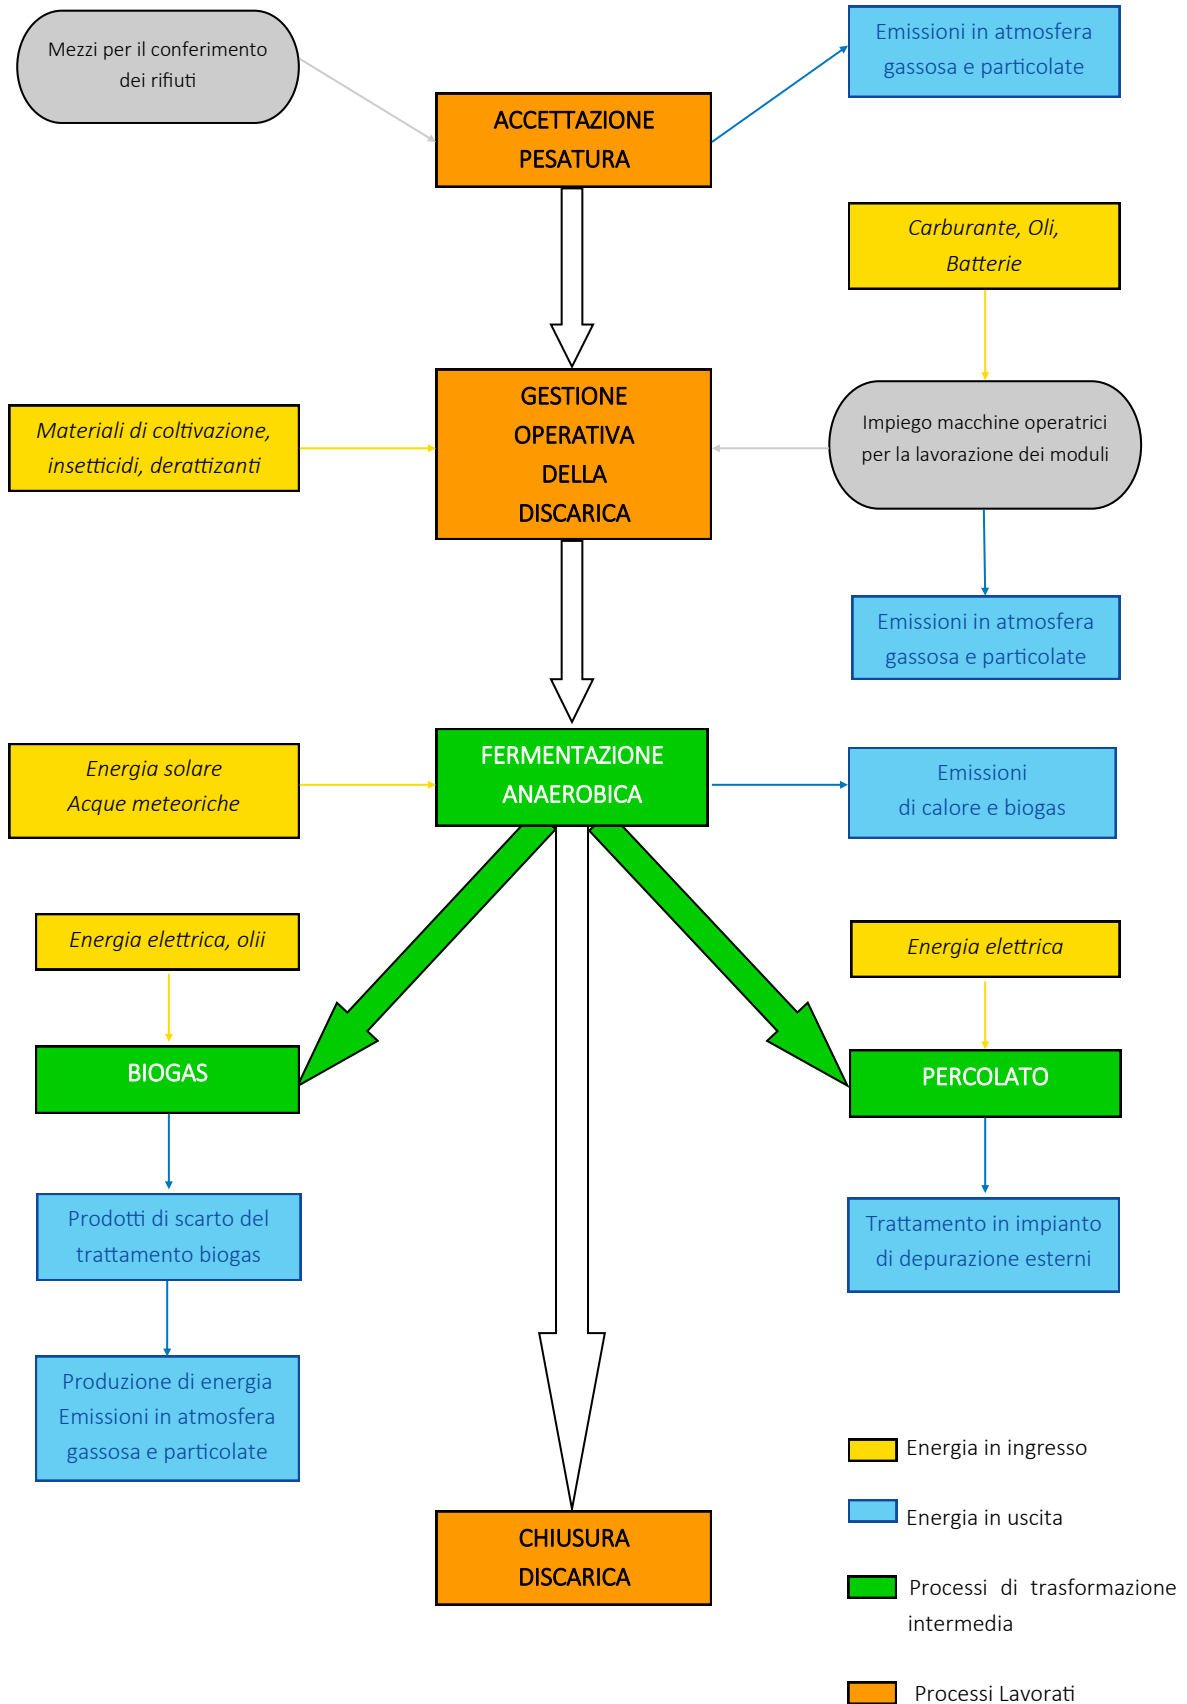 Mezzi per il conferimento
dei rifiuti
Emissioni in atmosfera
gassosa e particolate
ACCETTAZIONE
PESATURA
Carburante, Oli,
Batterie
GESTIONE
OPERATIVA
DELLA
DISCARICA
Materiali di coltivazione,
insetticidi, derattizanti
Impiego macchine operatrici
per la lavorazione dei moduli
Emissioni in atmosfera
gassosa e particolate
FERMENTAZIONE
ANAEROBICA
Energia solare
Acque meteoriche
Emissioni
di calore e biogas
Energia elettrica, olii
Energia elettrica
BIOGAS
PERCOLATO
Prodotti di scarto del
trattamento biogas
Trattamento in impianto
di depurazione esterni
Produzione di energia
Emissioni in atmosfera
gassosa e particolate
CHIUSURA
DISCARICA
Energia in ingresso
Energia in uscita
Processi di trasformazione
intermedia
Processi Lavorati